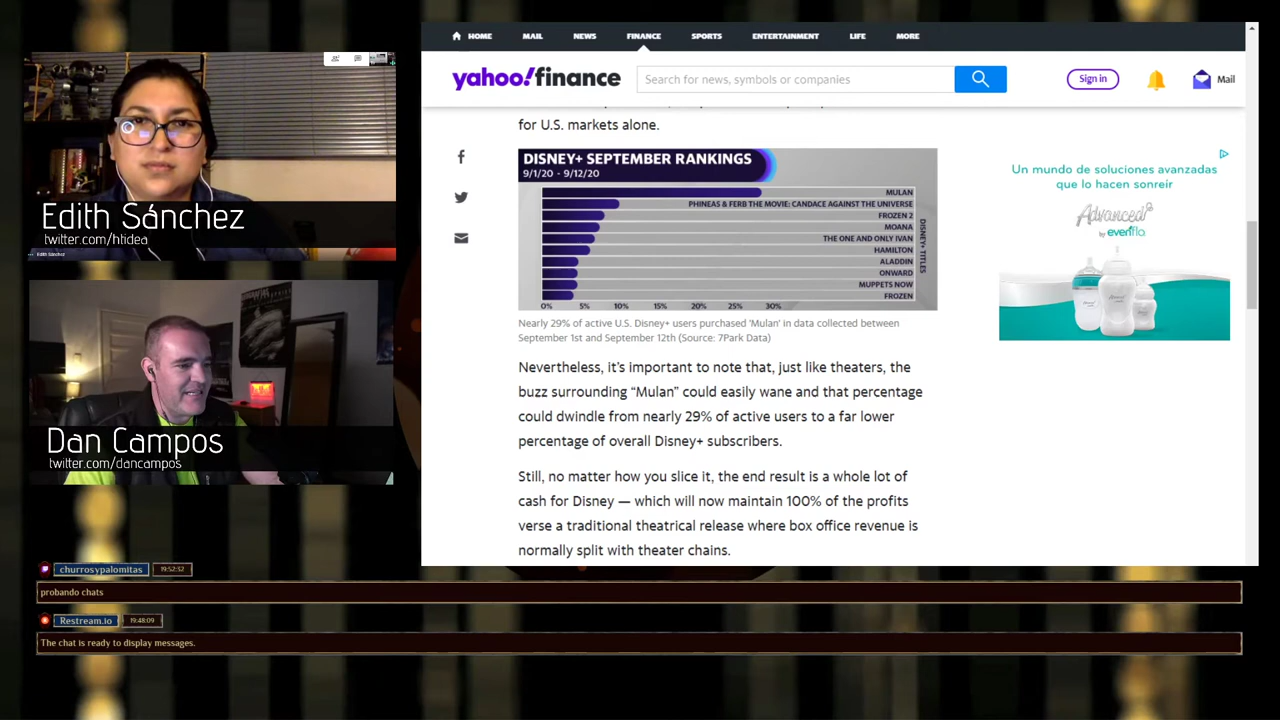 HOME MAIL NEWS FINANCE SPORTS ENTERTAINMENT LIFE MORE
yahoo!finance
Search for news, symbols or companies
Sign in
Mail
for U.S. markets alone.
DISNEY+ SEPTEMBER RANKINGS
9/1/20 - 9/12/20
MULAN
PHINEAS & FERB THE MOVIE: CANDACE AGAINST THE UNIVERSE
FROZEN 2
MOANA
THE ONE AND ONLY IVAN
HAMILTON
ALADDIN
ONWARD
MUPPETS NOW
FROZEN
DISNEY+ TITLES
0% 5% 10% 15% 20% 25% 30%
Nearly 29% of active U.S. Disney+ users purchased 'Mulan' in data collected between
September 1st and September 12th (Source: 7Park Data)
Nevertheless, it's important to note that, just like theaters, the
buzz surrounding “Mulan” could easily wane and that percentage
could dwindle from nearly 29% of active users to a far lower
percentage of overall Disney+ subscribers.
Still, no matter how you slice it, the end result is a whole lot of
cash for Disney — which will now maintain 100% of the profits
verse a traditional theatrical release where box office revenue is
normally split with theater chains.
Un mundo de soluciones avanzadas
que lo hacen sonreír
Advanced
by evenflo
Edith Sánchez
twitter.com/htidea
Edith Sánchez
Dan Campos
twitter.com/dancampos
churrosypalomitas 19:52:32
probando chats
Restream.io 19:48:09
The chat is ready to display messages.